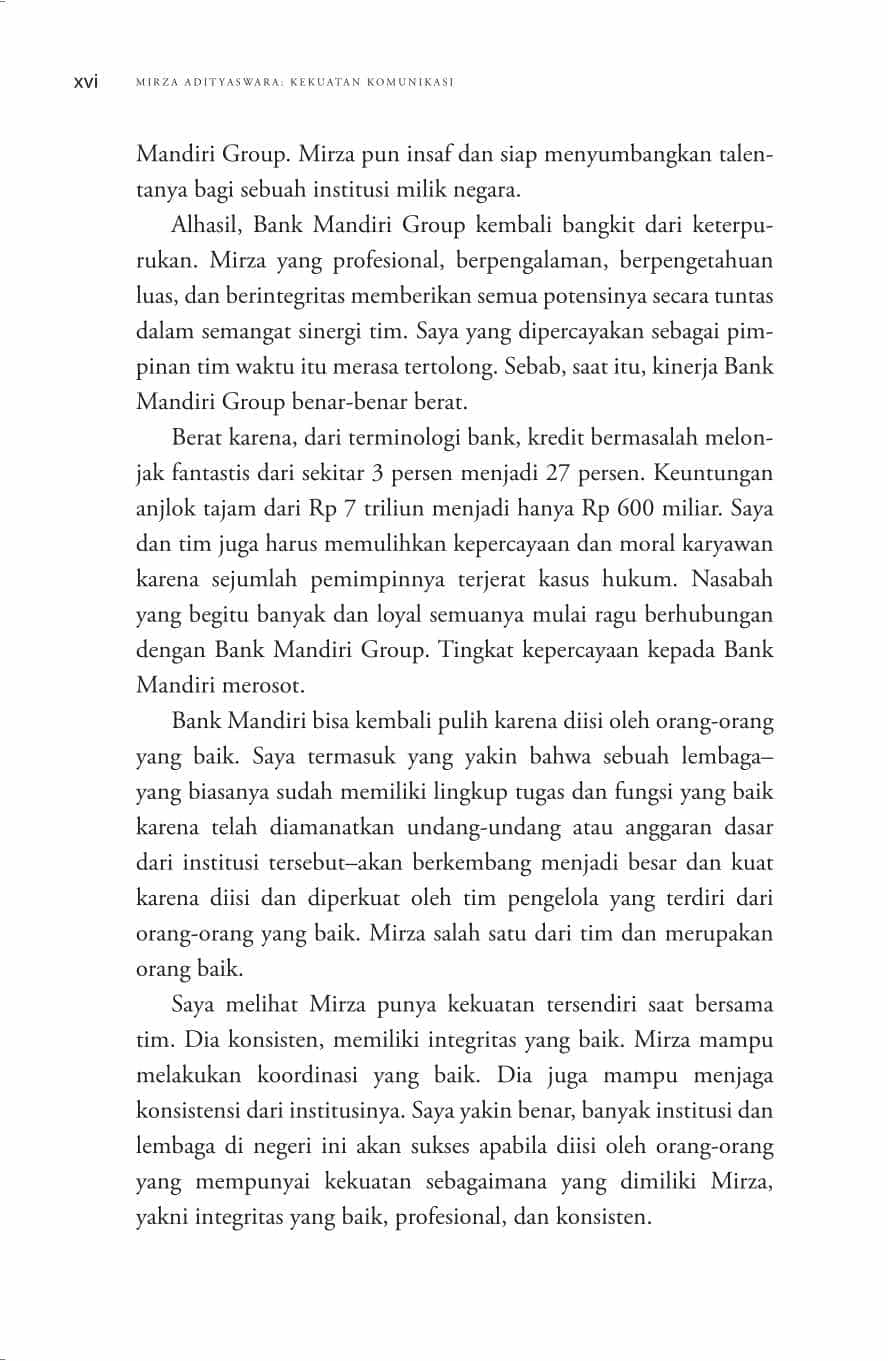 xvi MIRZA ADITYASWARA: KEKUATAN KOMUNIKASI
Mandiri Group. Mirza pun insaf dan siap menyumbangkan talen-
tanya bagi sebuah institusi milik negara.
Alhasil, Bank Mandiri Group kembali bangkit dari keterpu-
rukan. Mirza yang profesional, berpengalaman, berpengetahuan
luas, dan berintegritas memberikan semua potensinya secara tuntas
dalam semangat sinergi tim. Saya yang dipercayakan sebagai pim-
pinan tim waktu itu merasa tertolong. Sebab, saat itu, kinerja Bank
Mandiri Group benar-benar berat.
Berat karena, dari terminologi bank, kredit bermasalah melon-
jak fantastis dari sekitar 3 persen menjadi 27 persen. Keuntungan
anjlok tajam dari Rp 7 triliun menjadi hanya Rp 600 miliar. Saya
dan tim juga harus memulihkan kepercayaan dan moral karyawan
karena sejumlah pemimpinnya terjerat kasus hukum. Nasabah
yang begitu banyak dan loyal semuanya mulai ragu berhubungan
dengan Bank Mandiri Group. Tingkat kepercayaan kepada Bank
Mandiri merosot.
Bank Mandiri bisa kembali pulih karena diisi oleh orang-orang
yang baik. Saya termasuk yang yakin bahwa sebuah lembaga–
yang biasanya sudah memiliki lingkup tugas dan fungsi yang baik
karena telah diamanatkan undang-undang atau anggaran dasar
dari institusi tersebut–akan berkembang menjadi besar dan kuat
karena diisi dan diperkuat oleh tim pengelola yang terdiri dari
orang-orang yang baik. Mirza salah satu dari tim dan merupakan
orang baik.
Saya melihat Mirza punya kekuatan tersendiri saat bersama
tim. Dia konsisten, memiliki integritas yang baik. Mirza mampu
melakukan koordinasi yang baik. Dia juga mampu menjaga
konsistensi dari institusinya. Saya yakin benar, banyak institusi dan
lembaga di negeri ini akan sukses apabila diisi oleh orang-orang
yang mempunyai kekuatan sebagaimana yang dimiliki Mirza,
yakni integritas yang baik, profesional, dan konsisten.